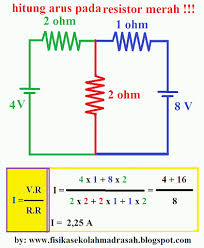 hitung arus pada resistor merah !!!
2 ohm
1 ohm
4V
2 ohm
8 V
I = V.R
R.R
I = 4 x 1 + 8 x 2
2 x 2 + 2 x 1 + 1 x 2
= 4 + 16
8
I = 2,25 A
by: www.fisikasekolahmadrasah.blogspot.com